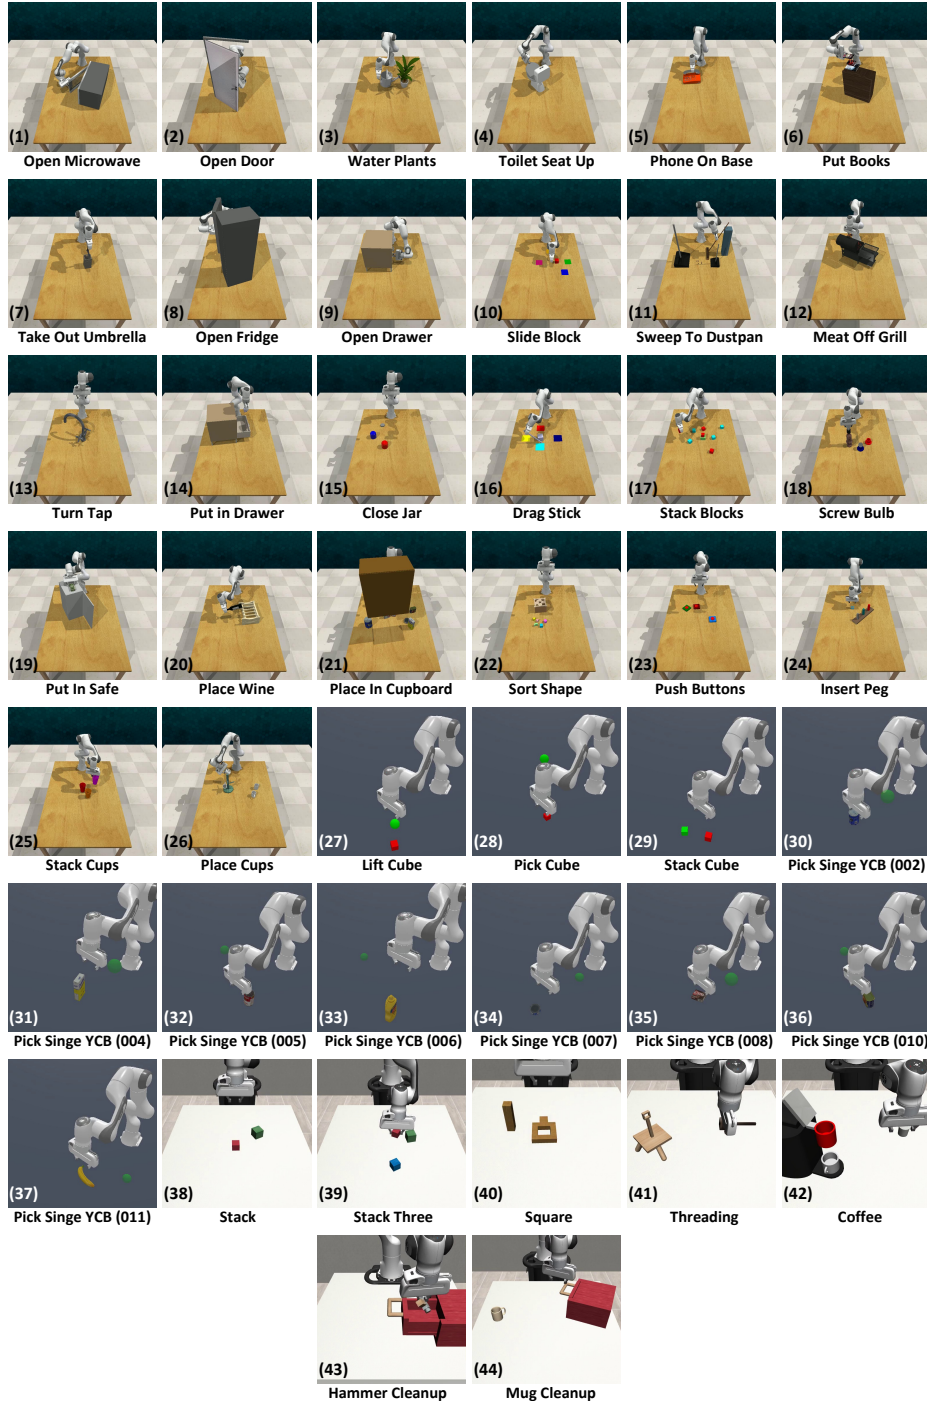 (1) (2) (3) (4) (5) (6)
Open Microwave Open Door Water Plants Toilet Seat Up Phone On Base Put Books
(7) (8) (9) (10) (11) (12)
Take Out Umbrella Open Fridge Open Drawer Slide Block Sweep To Dustpan Meat Off Grill
(13) (14) (15) (16) (17) (18)
Turn Tap Put in Drawer Close Jar Drag Stick Stack Blocks Screw Bulb
(19) (20) (21) (22) (23) (24)
Put In Safe Place Wine Place In Cupboard Sort Shape Push Buttons Insert Peg
(25) (26) (27) (28) (29) (30)
Stack Cups Place Cups Lift Cube Pick Cube Stack Cube Pick Singe YCB (002)
(31) (32) (33) (34) (35) (36)
Pick Singe YCB (004) Pick Singe YCB (005) Pick Singe YCB (006) Pick Singe YCB (007) Pick Singe YCB (008) Pick Singe YCB (010)
(37) (38) (39) (40) (41) (42)
Pick Singe YCB (011) Stack Stack Three Square Threading Coffee
(43) (44)
Hammer Cleanup Mug Cleanup